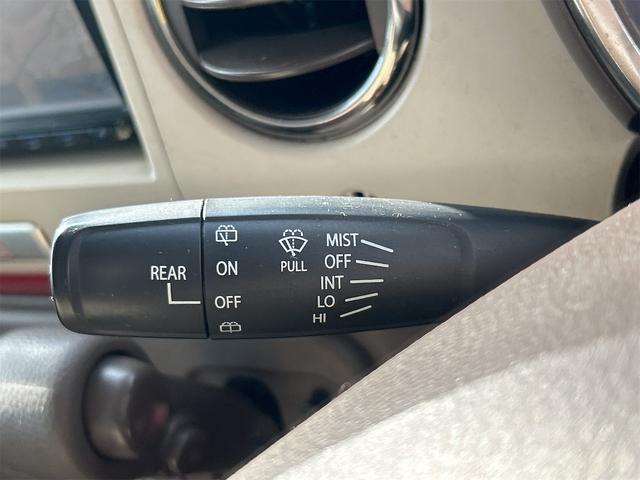 REAR
ON
OFF
PULL
MIST
OFF
INT
LO
HI